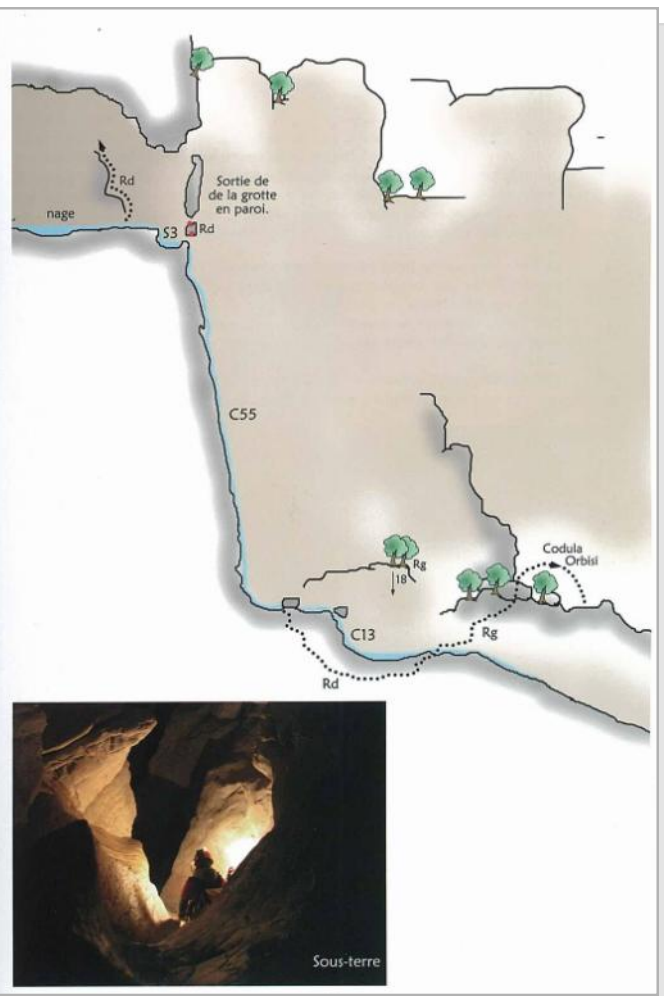 Rd
Sortie de
de la grotte
en paroi.
nage
S3
Rd
C55
Codula
Orbisi
Rg
18
C13
Rg
Rd
Sous-terre